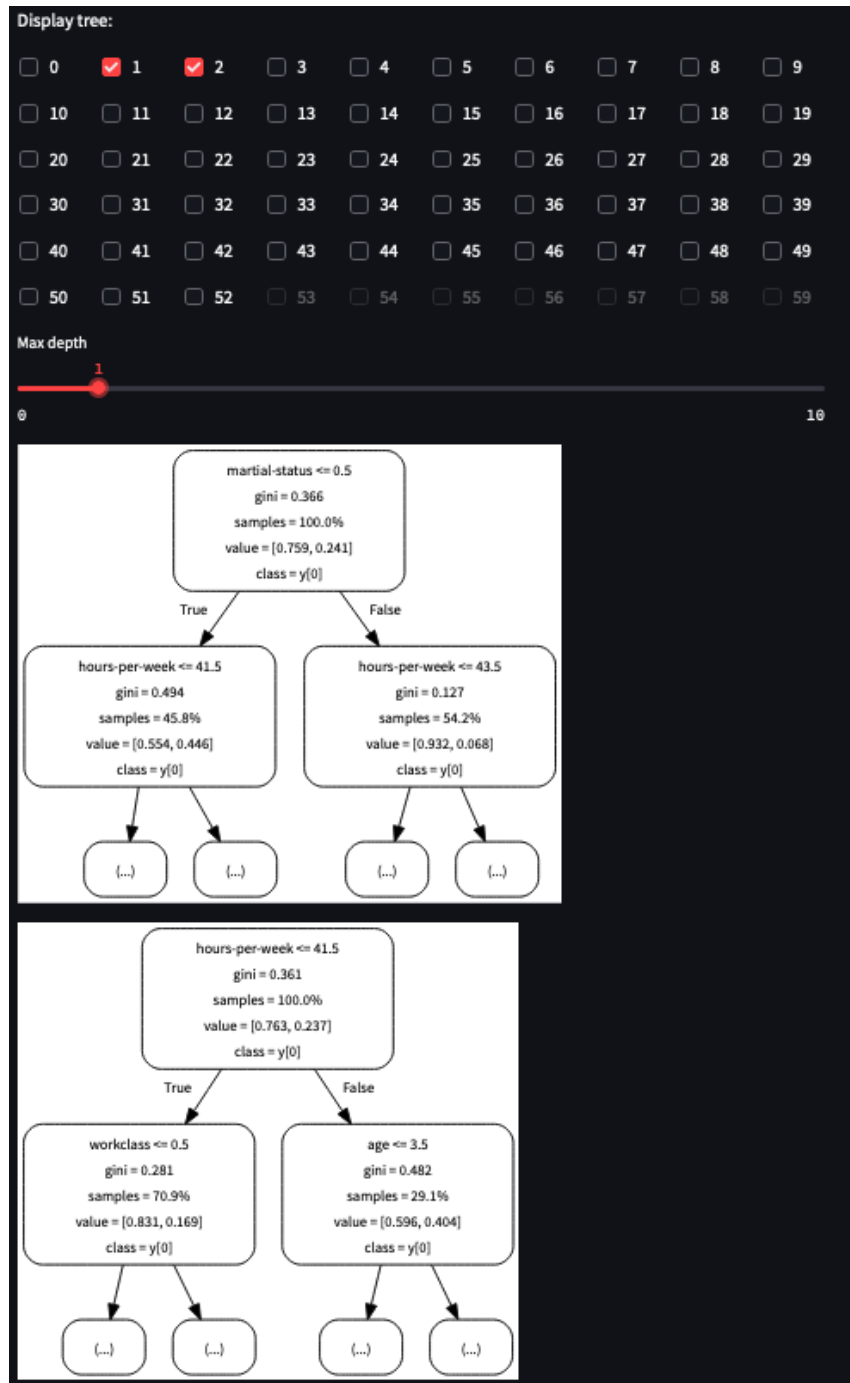 Display tree:
0 1 2 3 4 5 6 7 8 9
10 11 12 13 14 15 16 17 18 19
20 21 22 23 24 25 26 27 28 29
30 31 32 33 34 35 36 37 38 39
40 41 42 43 44 45 46 47 48 49
50 51 52 53 54 55 56 57 58 59
Max depth
1
0 10
martial-status <= 0.5
gini = 0.366
samples = 100.0%
value = [0.759, 0.241]
class = y[0]
True False
hours-per-week <= 41.5
gini = 0.494
samples = 45.8%
value = [0.554, 0.446]
class = y[0]
hours-per-week <= 43.5
gini = 0.127
samples = 54.2%
value = [0.932, 0.068]
class = y[0]
(...) (...) (...) (...)
hours-per-week <= 41.5
gini = 0.361
samples = 100.0%
value = [0.763, 0.237]
class = y[0]
True False
workclass <= 0.5
gini = 0.281
samples = 70.9%
value = [0.831, 0.169]
class = y[0]
age <= 3.5
gini = 0.482
samples = 29.1%
value = [0.596, 0.404]
class = y[0]
(...) (...) (...) (...)